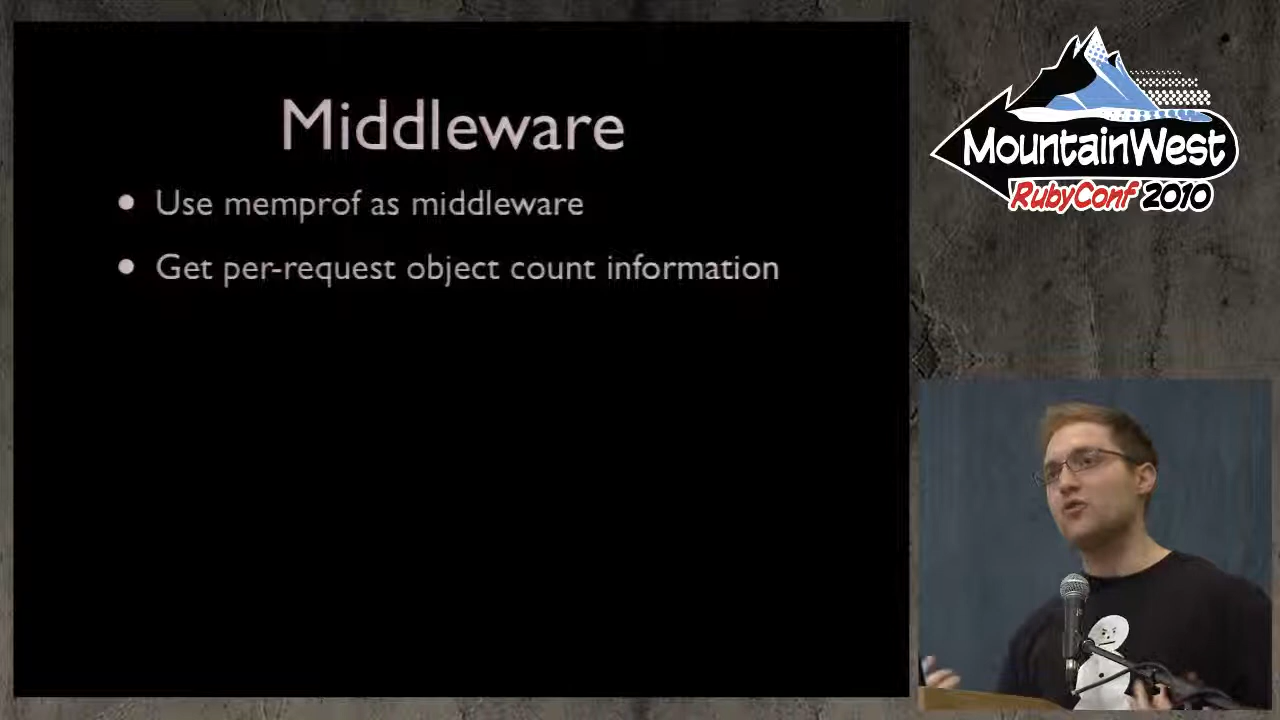 Middleware
Use memprof as middleware
Get per-request object count information
MountainWest
RubyConf 2010